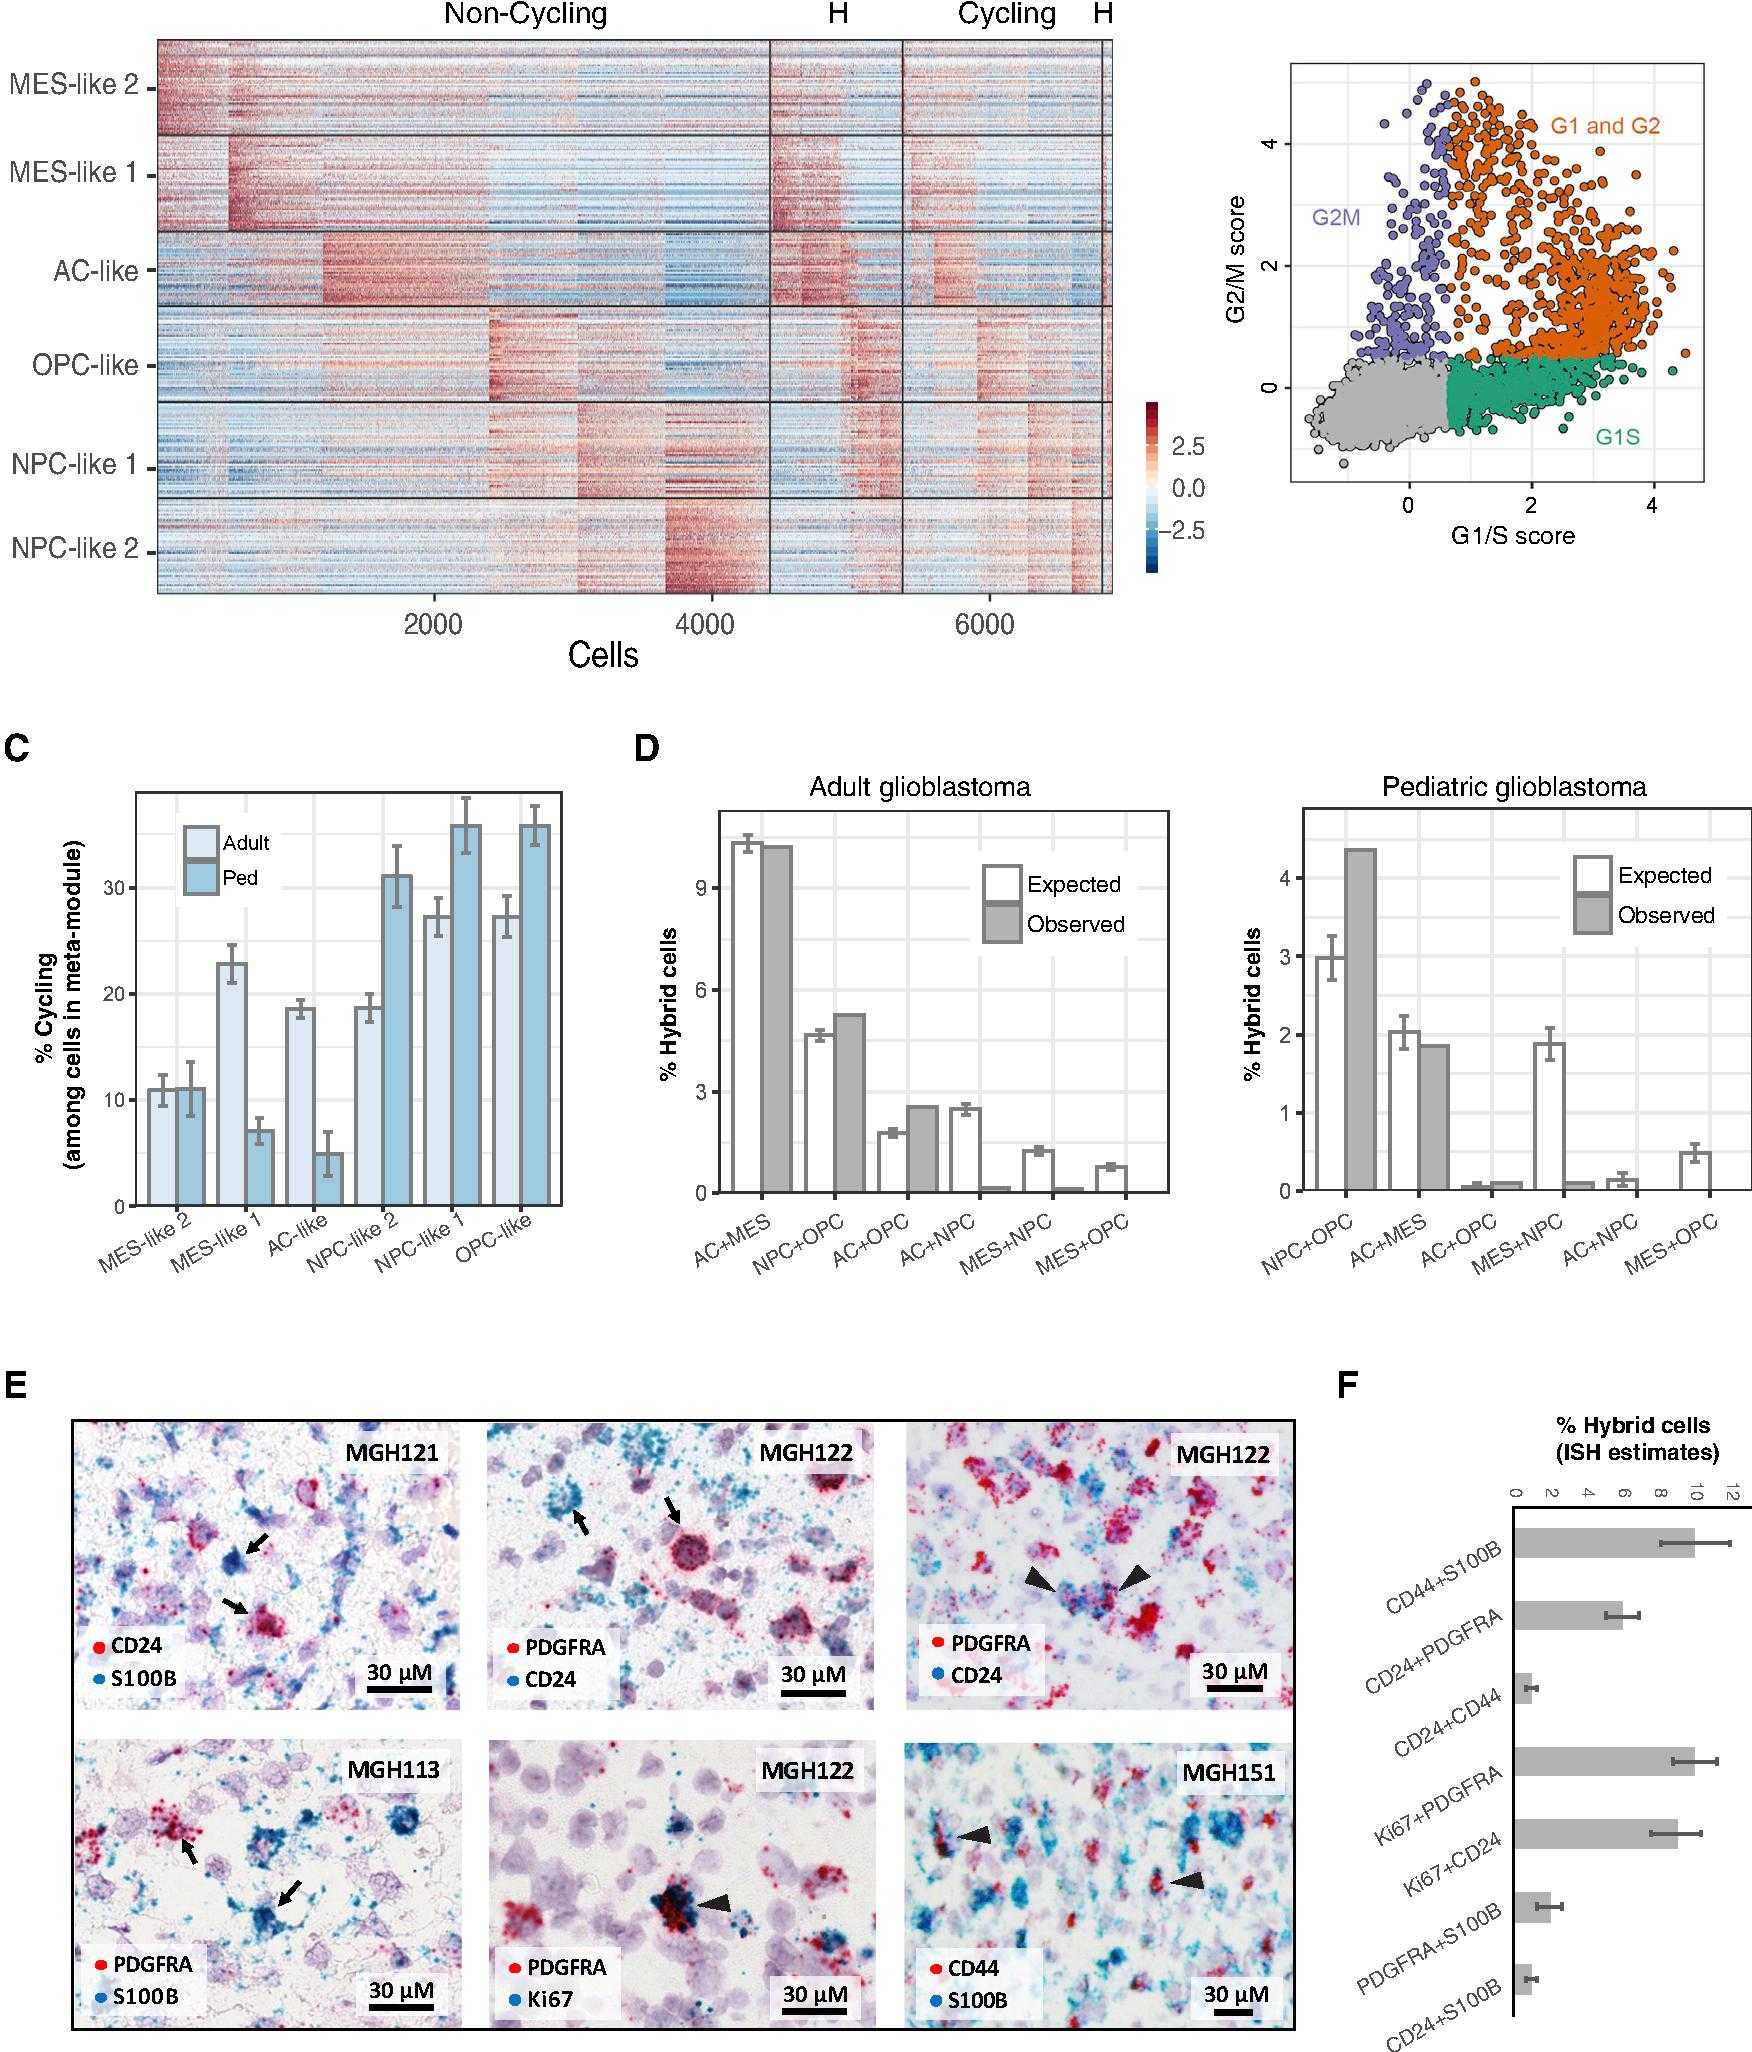 Non-Cycling H Cycling H
MES-like 2
MES-like 1
AC-like
OPC-like
NPC-like 1
NPC-like 2
2000 4000 6000
Cells
2.5
0.0
−2.5
G1 and G2
G2M
G1S
G2/M score
4
2
0
0 2 4
G1/S score
C
% Cycling
(among cells in meta-module)
30
20
10
0
Adult
Ped
MES-like 2 MES-like 1 AC-like NPC-like 2 NPC-like 1 OPC-like
D
Adult glioblastoma
% Hybrid cells
9
6
3
0
Expected
Observed
AC+MES NPC+OPC AC+OPC AC+NPC MES+NPC MES+OPC
Pediatric glioblastoma
% Hybrid cells
4
3
2
1
0
Expected
Observed
NPC+OPC AC+MES AC+OPC MES+NPC AC+NPC MES+OPC
E
MGH121
CD24
S100B
30 µM
MGH122
PDGFRA
CD24
30 µM
MGH122
PDGFRA
CD24
30 µM
MGH113
PDGFRA
S100B
30 µM
MGH122
PDGFRA
Ki67
30 µM
MGH151
CD44
S100B
30 µM
F
% Hybrid cells
(ISH estimates)
0 2 4 6 8 10 12
CD44+S100B
CD24+PDGFRA
CD24+CD44
Ki67+PDGFRA
Ki67+CD24
PDGFRA+S100B
CD24+S100B